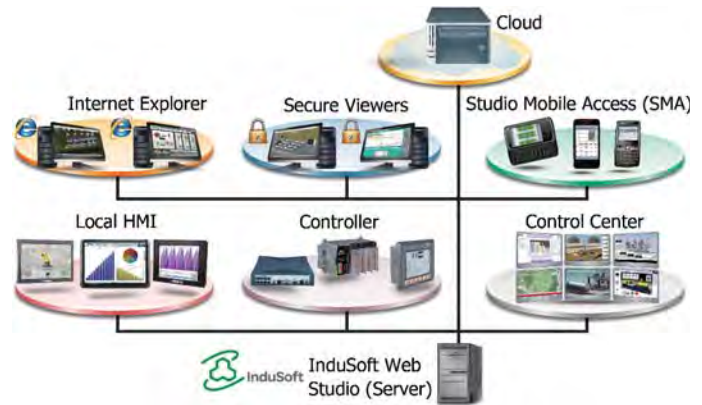 Cloud
Internet Explorer
Secure Viewers
Studio Mobile Access (SMA)
Local HMI
Controller
Control Center
InduSoft
InduSoft Web
Studio (Server)